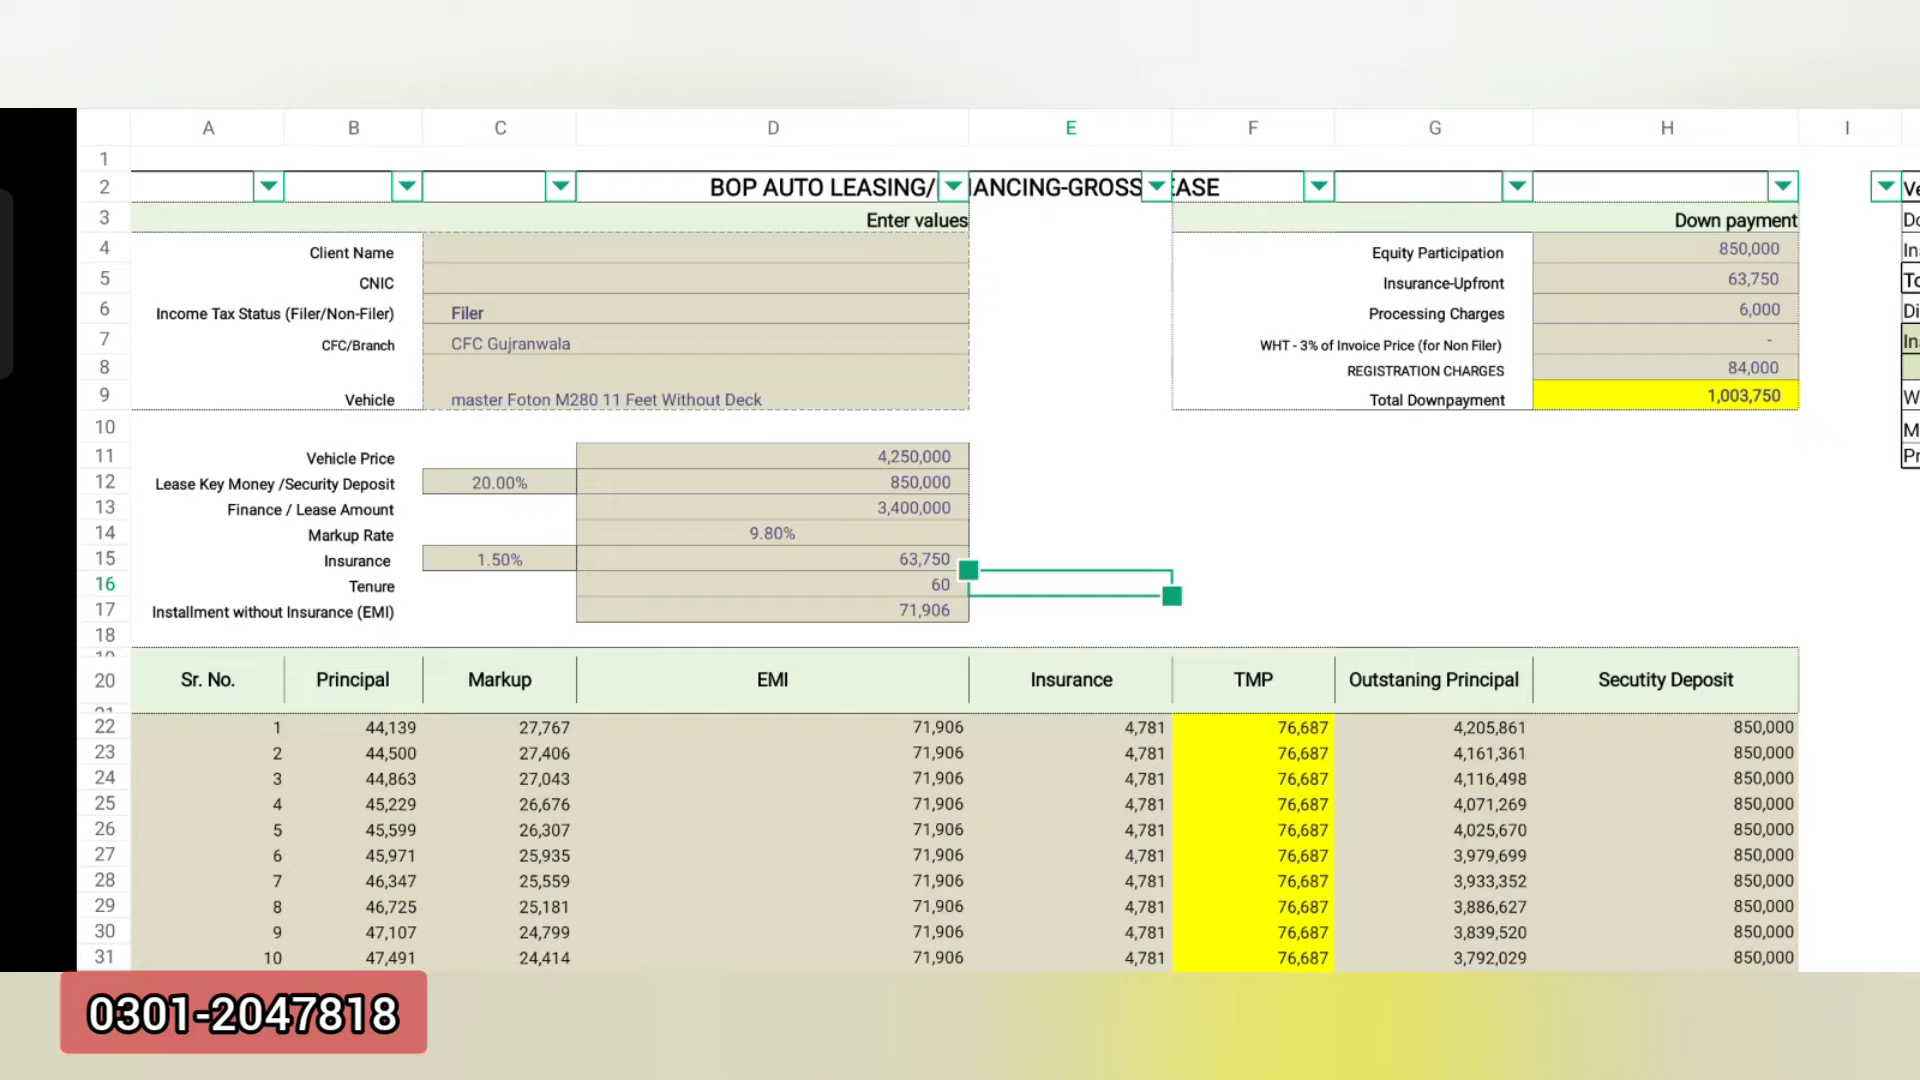 A B C D E F G H I
1
2 BOP AUTO LEASING/ ANCING-GROSS EASE Ve
3 Enter values Down payment Do
4 Client Name Equity Participation 850,000 In
5 CNIC Insurance-Upfront 63,750 To
6 Income Tax Status (Filer/Non-Filer) Filer Processing Charges 6,000 Di
7 CFC/Branch CFC Gujranwala WHT - 3% of Invoice Price (for Non Filer) - In
8 REGISTRATION CHARGES 84,000
9 Vehicle master Foton M280 11 Feet Without Deck Total Downpayment 1,003,750 W
10 M
11 Vehicle Price 4,250,000 Pr
12 Lease Key Money /Security Deposit 20.00% 850,000
13 Finance / Lease Amount 3,400,000
14 Markup Rate 9.80%
15 Insurance 1.50% 63,750
16 Tenure 60
17 Installment without Insurance (EMI) 71,906
18
20 Sr. No. Principal Markup EMI Insurance TMP Outstaning Principal Secutity Deposit
22 1 44,139 27,767 71,906 4,781 76,687 4,205,861 850,000
23 2 44,500 27,406 71,906 4,781 76,687 4,161,361 850,000
24 3 44,863 27,043 71,906 4,781 76,687 4,116,498 850,000
25 4 45,229 26,676 71,906 4,781 76,687 4,071,269 850,000
26 5 45,599 26,307 71,906 4,781 76,687 4,025,670 850,000
27 6 45,971 25,935 71,906 4,781 76,687 3,979,699 850,000
28 7 46,347 25,559 71,906 4,781 76,687 3,933,352 850,000
29 8 46,725 25,181 71,906 4,781 76,687 3,886,627 850,000
30 9 47,107 24,799 71,906 4,781 76,687 3,839,520 850,000
31 10 47,491 24,414 71,906 4,781 76,687 3,792,029 850,000
0301-2047818